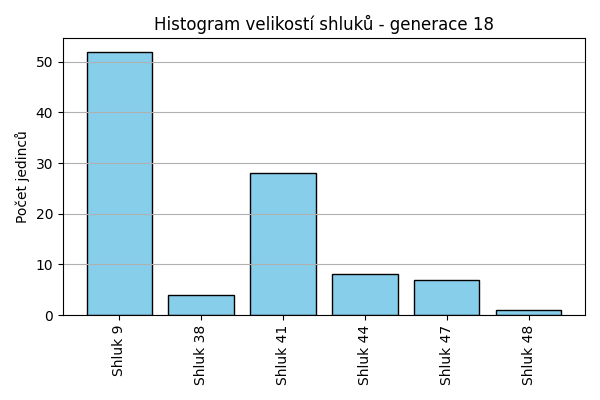 Histogram velikostí shluků - generace 18
Počet jedinců
50
40
30
20
10
0
Shluk 9
Shluk 38
Shluk 41
Shluk 44
Shluk 47
Shluk 48